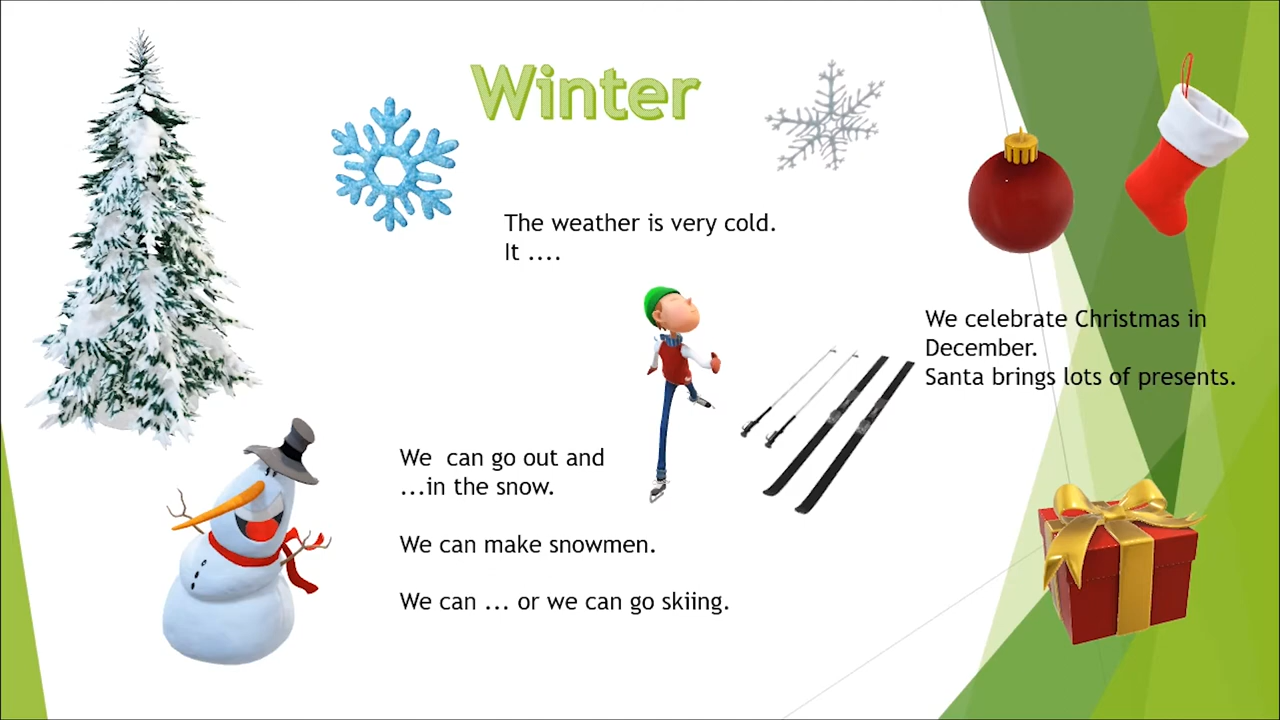 Winter
The weather is very cold.
It ....
We celebrate Christmas in
December.
Santa brings lots of presents.
We  can go out and
...in the snow.
We can make snowmen.
We can ... or we can go skiing.